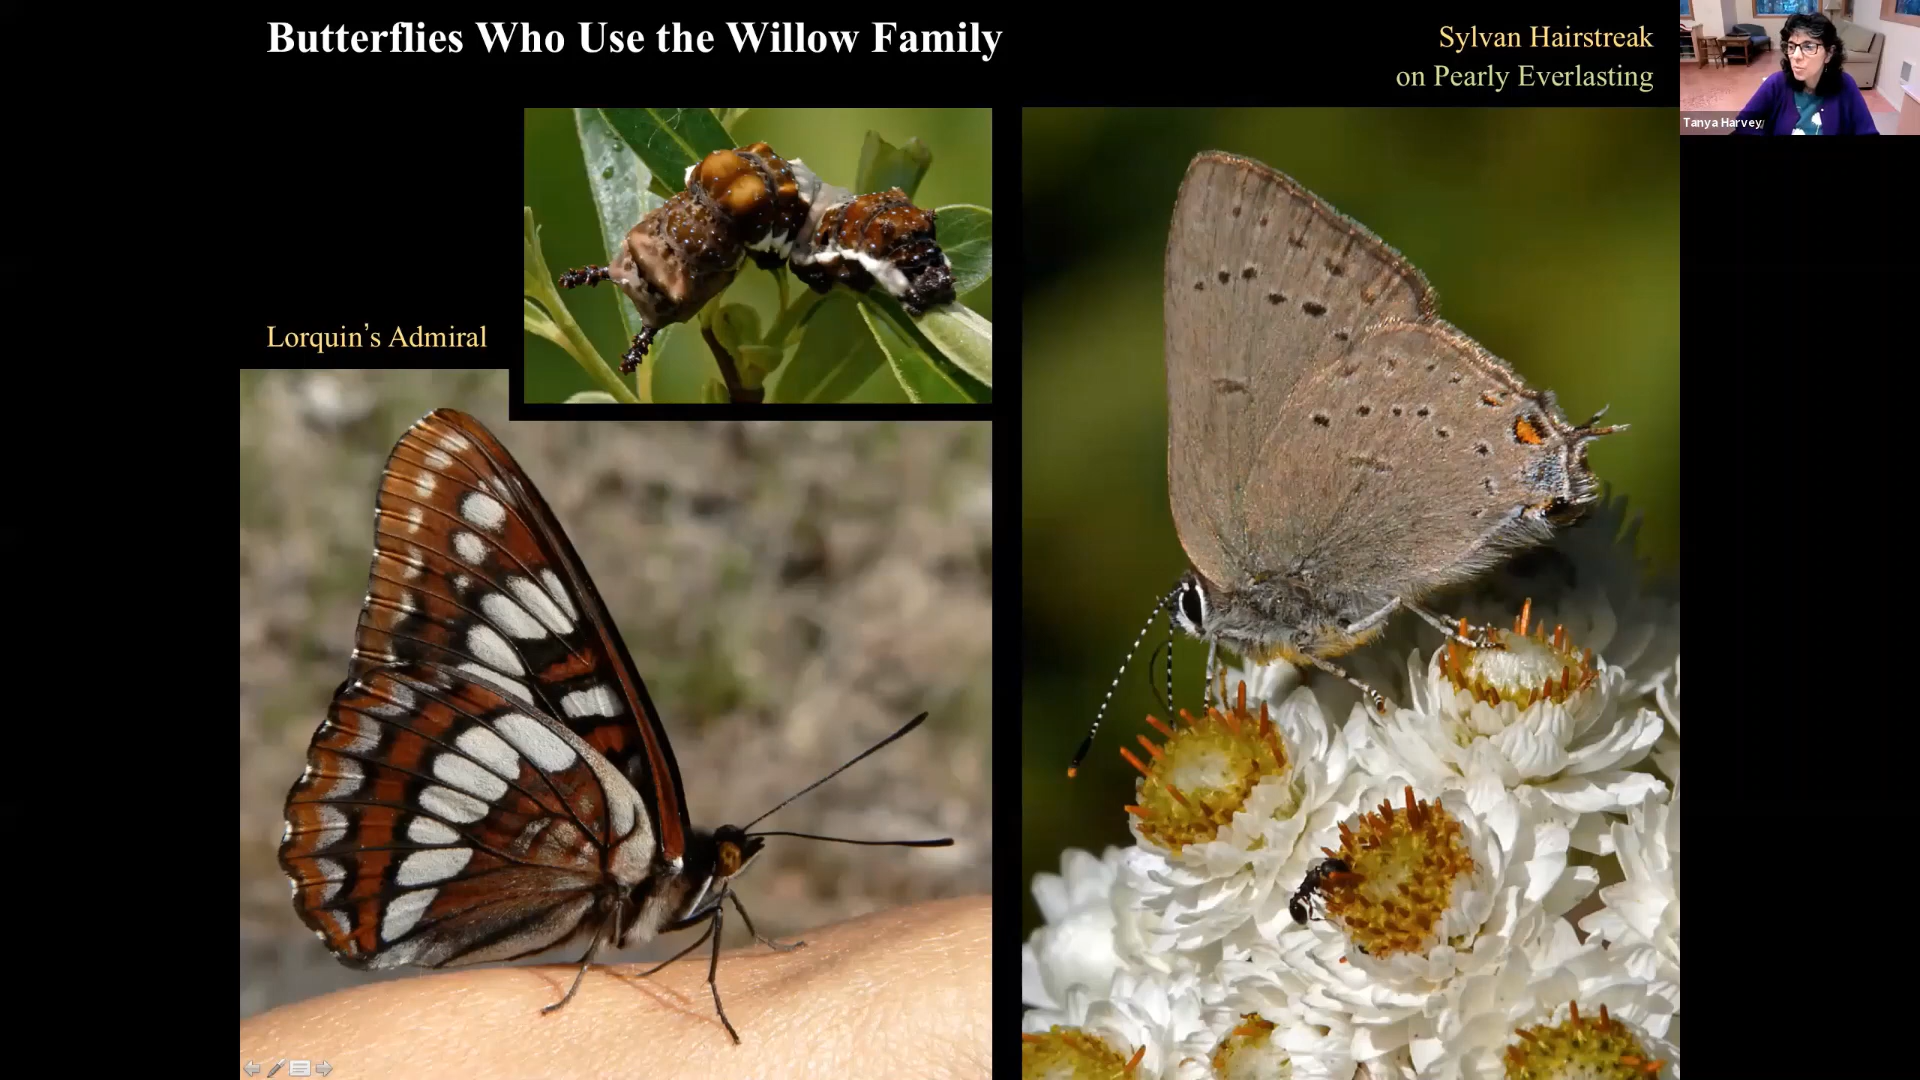 Butterflies Who Use the Willow Family
Sylvan Hairstreak
on Pearly Everlasting
Tanya Harvey
Lorquin's Admiral